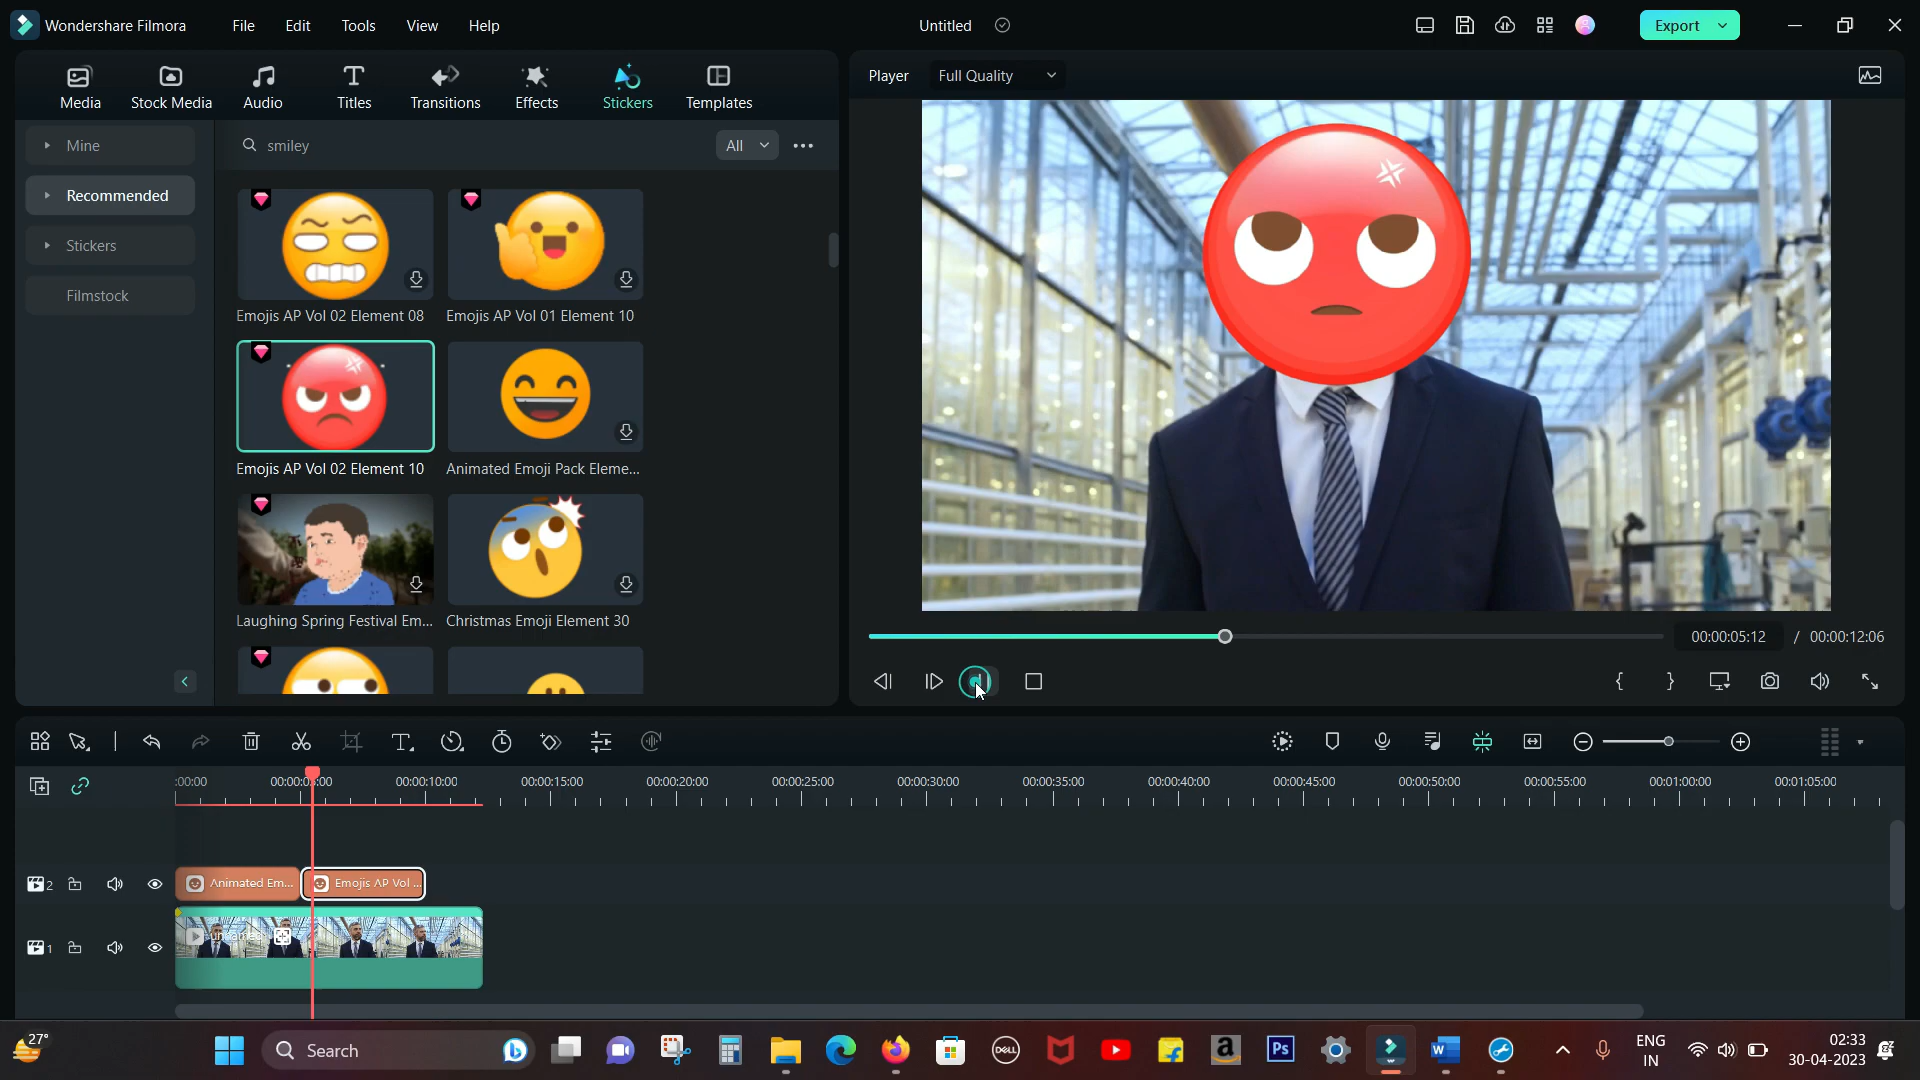 Wondershare Filmora
File
Edit
Tools
View
Help
Untitled
Export
Media
Stock Media
Audio
Titles
Transitions
Effects
Stickers
Templates
Player
Full Quality
Mine
Recommended
Stickers
Filmstock
smiley
All
Emojis AP Vol 02 Element 08
Emojis AP Vol 01 Element 10
Emojis AP Vol 02 Element 10
Animated Emoji Pack Eleme...
Laughing Spring Festival Em...
Christmas Emoji Element 30
00:00:05:12 / 00:00:12:06
:00:00
00:00:10:00
00:00:15:00
00:00:20:00
00:00:25:00
00:00:30:00
00:00:35:00
00:00:40:00
00:00:45:00
00:00:50:00
00:00:55:00
00:01:00:00
00:01:05:00
2
Animated Em...
Emojis AP Vol ...
1
27°
Search
DELL
Ps
W
ENG
IN
02:33
30-04-2023